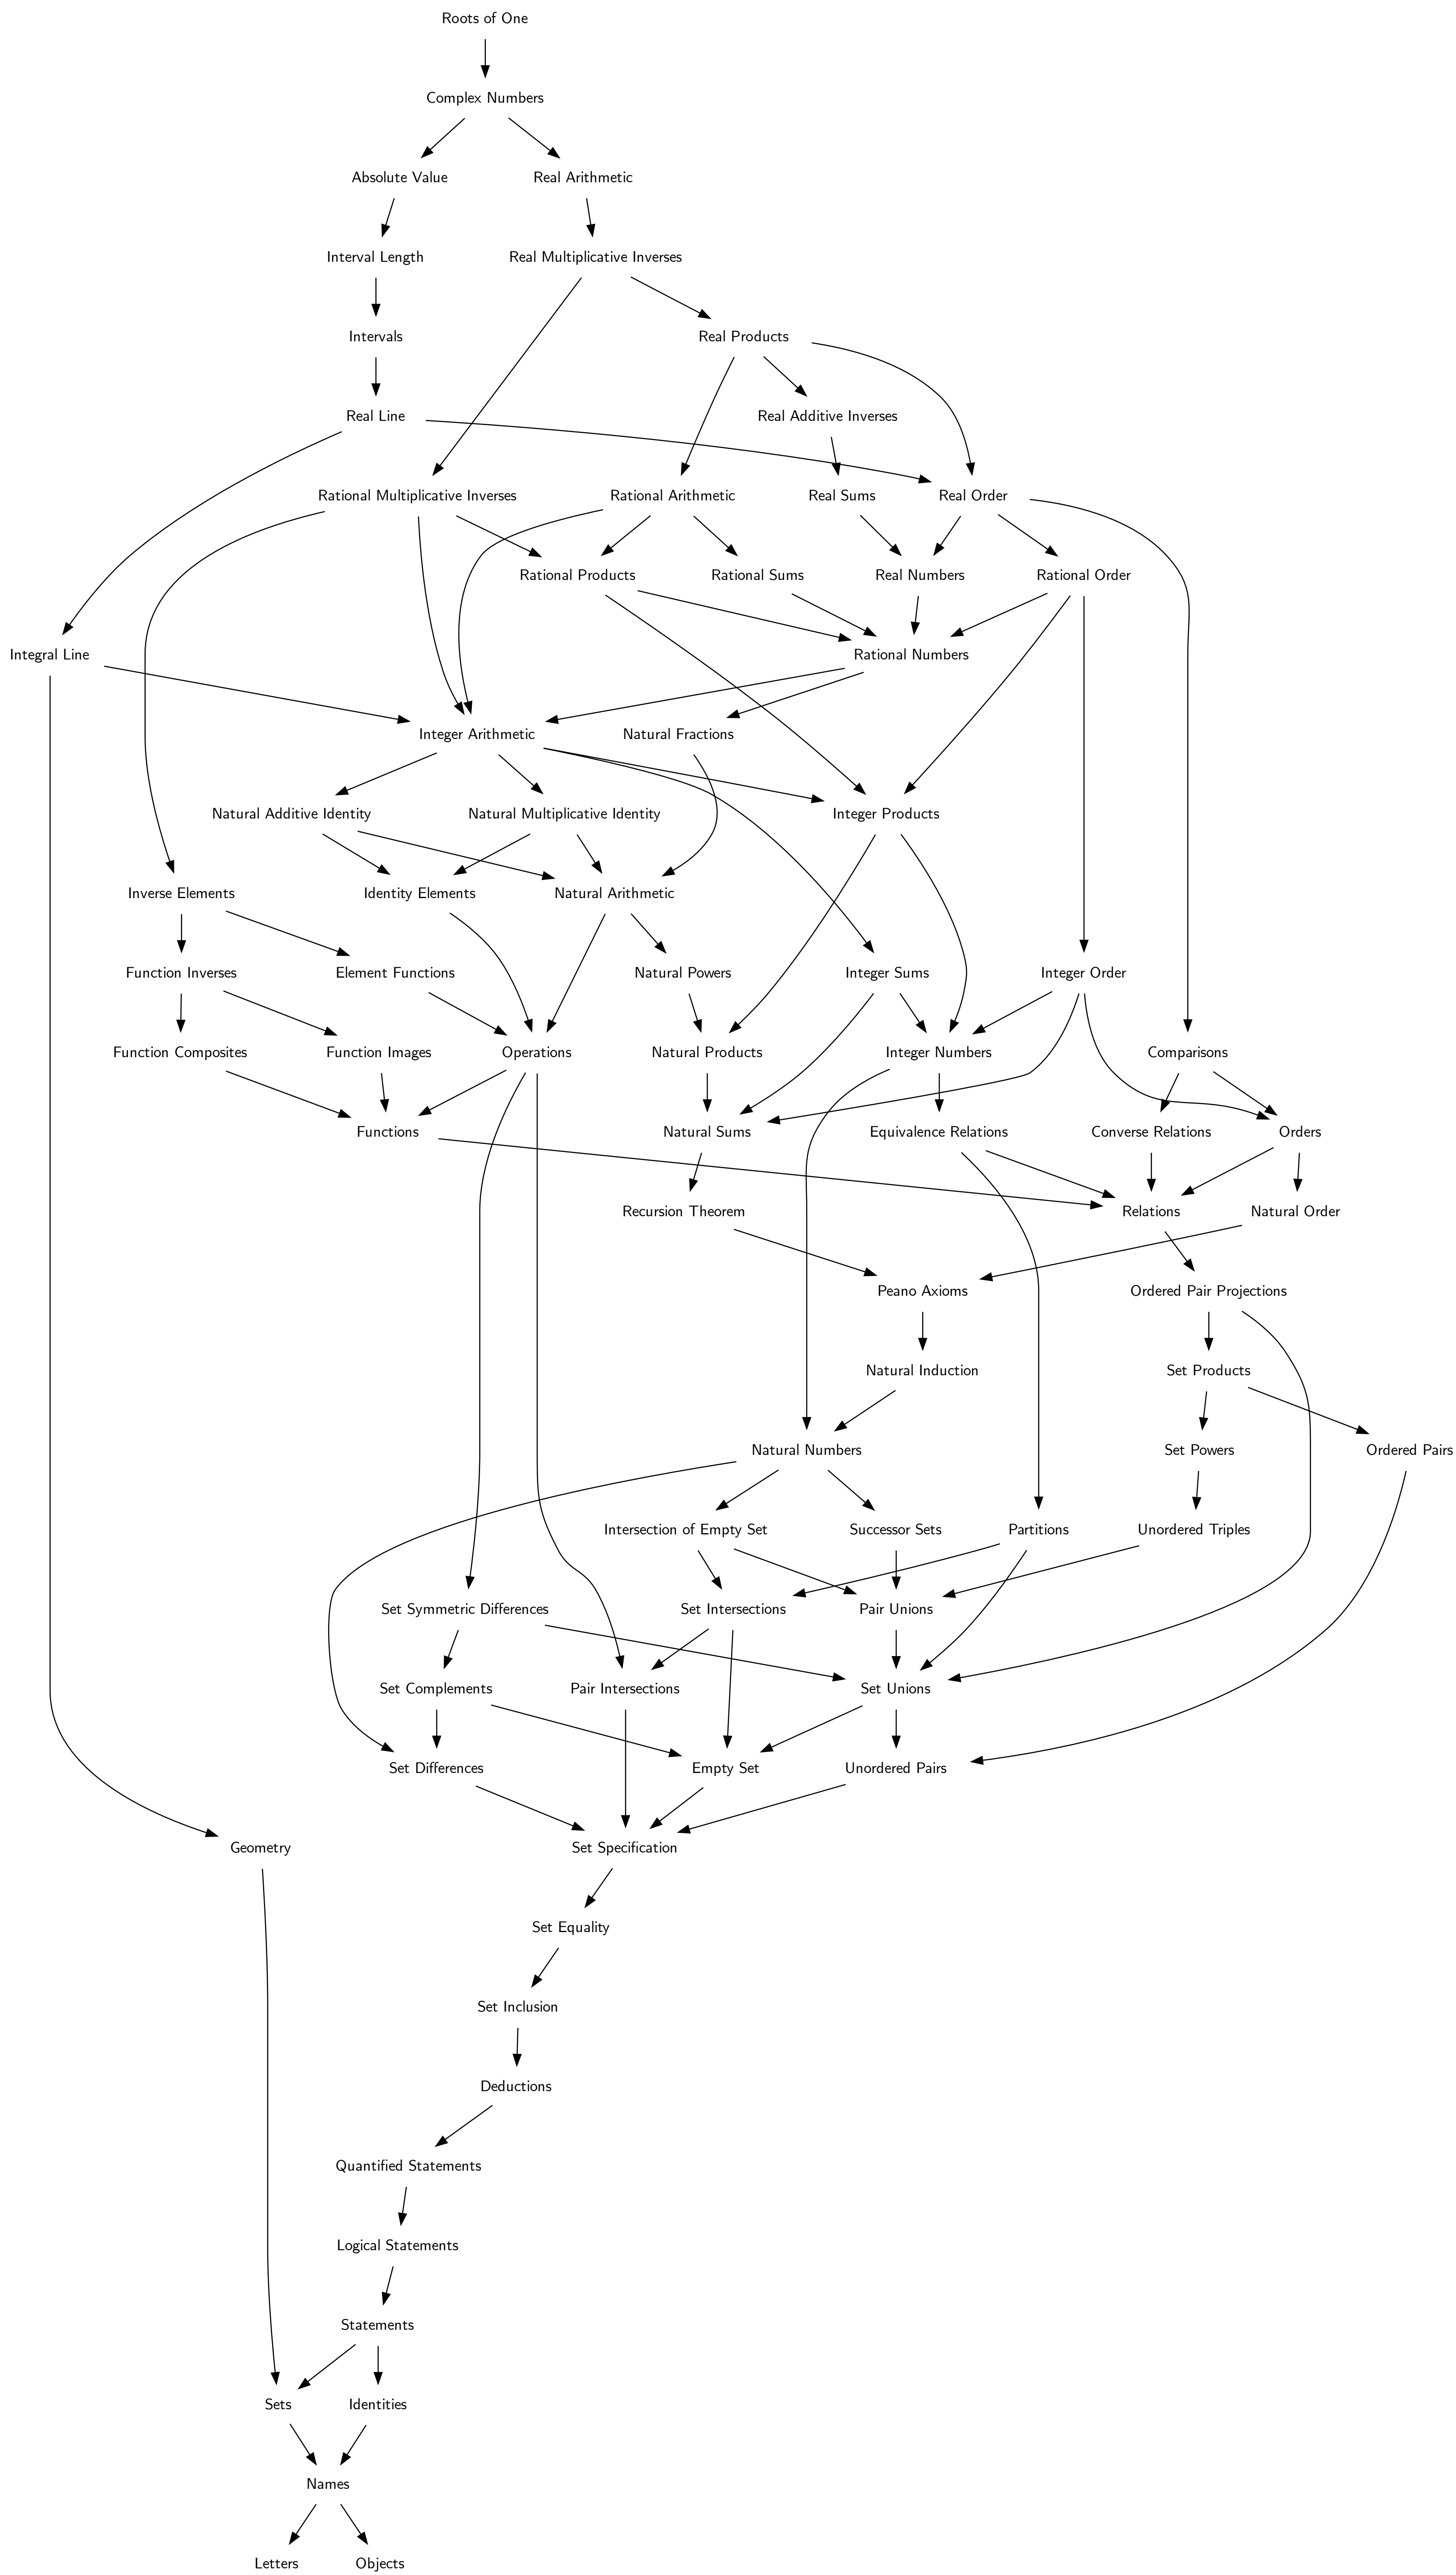 Roots of One
Complex Numbers
Absolute Value
Real Arithmetic
Interval Length
Real Multiplicative Inverses
Intervals
Real Products
Real Line
Real Additive Inverses
Rational Multiplicative Inverses
Rational Arithmetic
Real Sums
Real Order
Rational Products
Rational Sums
Real Numbers
Rational Order
Integral Line
Rational Numbers
Integer Arithmetic
Natural Fractions
Natural Additive Identity
Natural Multiplicative Identity
Integer Products
Inverse Elements
Identity Elements
Natural Arithmetic
Function Inverses
Element Functions
Natural Powers
Integer Sums
Integer Order
Function Composites
Function Images
Operations
Natural Products
Integer Numbers
Comparisons
Functions
Natural Sums
Equivalence Relations
Converse Relations
Orders
Recursion Theorem
Relations
Natural Order
Peano Axioms
Ordered Pair Projections
Natural Induction
Set Products
Natural Numbers
Set Powers
Ordered Pairs
Intersection of Empty Set
Successor Sets
Partitions
Unordered Triples
Set Symmetric Differences
Set Intersections
Pair Unions
Set Complements
Pair Intersections
Set Unions
Set Differences
Empty Set
Unordered Pairs
Geometry
Set Specification
Set Equality
Set Inclusion
Deductions
Quantified Statements
Logical Statements
Statements
Sets
Identities
Names
Letters
Objects